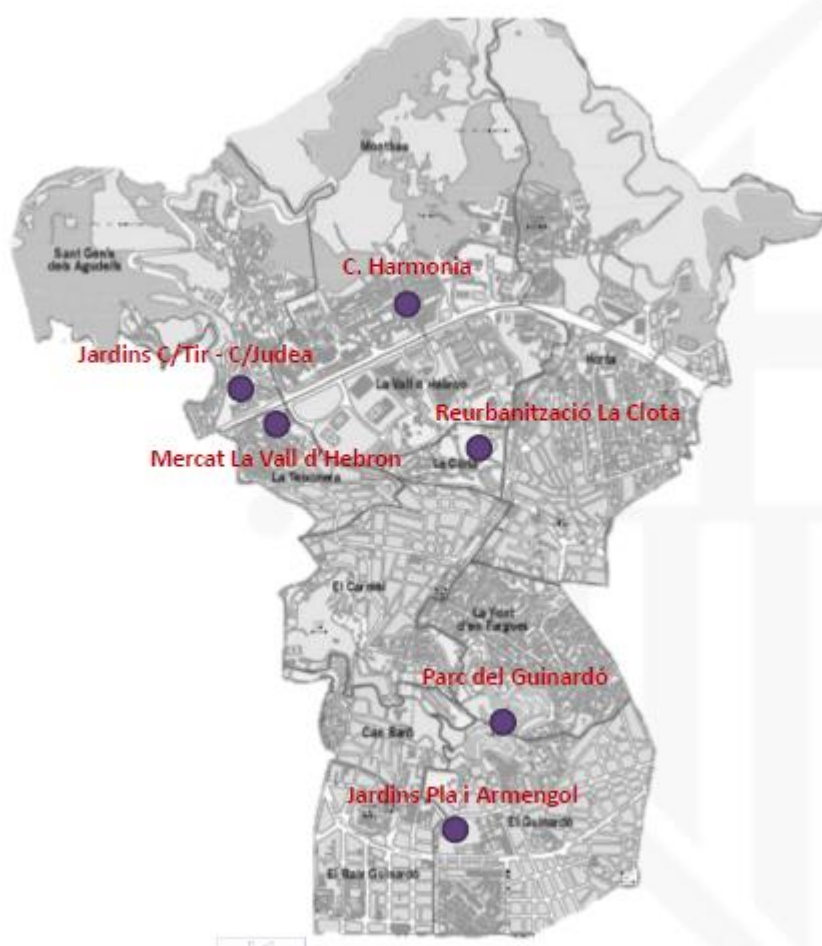 Montbau
Sant Genís
dels Agudells
C. Harmonia
Jardins C/Tir - C/Judea
Horta
La Vall d'Hebron
Reurbanització La Clota
Mercat La Vall d'Hebron
La Clota
La Teixonera
El Carmel
La Font
d'en Fargues
Parc del Guinardó
Can Baró
Jardins Pla i Armengol
El Guinardó
El Baix Guinardó